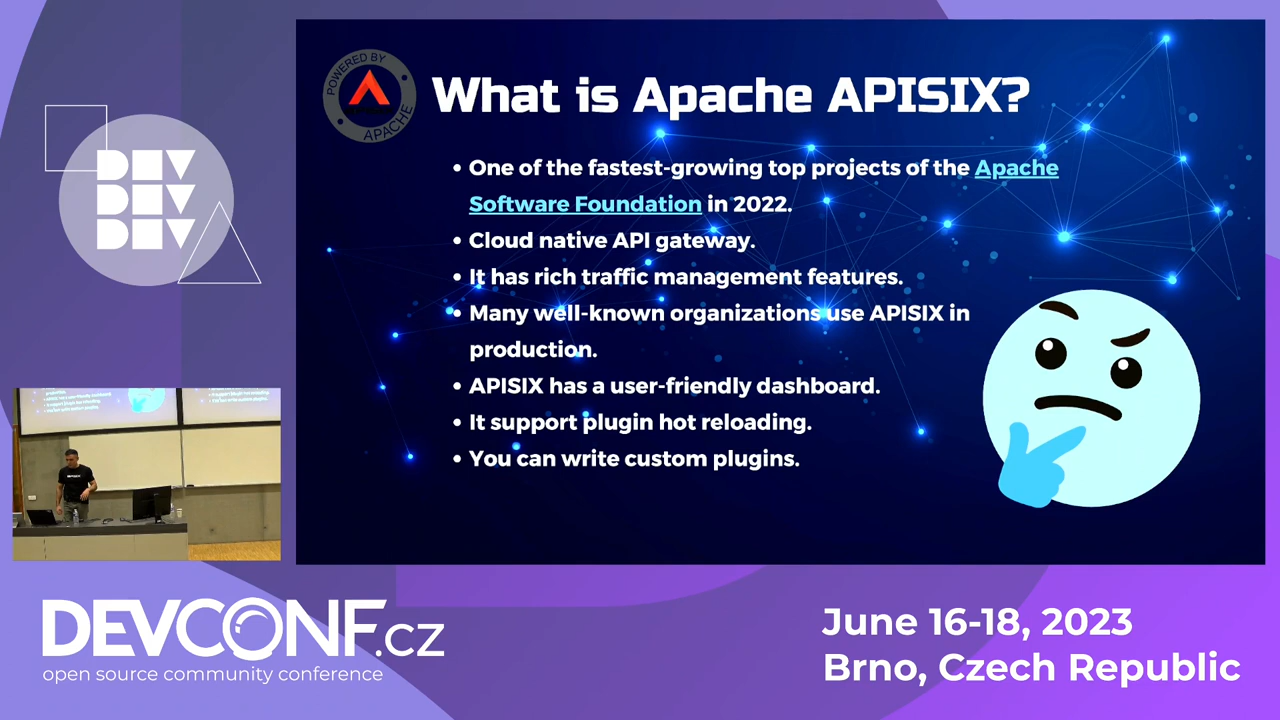 POWERED BY
APACHE
What is Apache APISIX?
• One of the fastest-growing top projects of the Apache
Software Foundation in 2022.
• Cloud native API gateway.
• It has rich traffic management features.
• Many well-known organizations use APISIX in
production.
• APISIX has a user-friendly dashboard.
• It support plugin hot reloading.
• You can write custom plugins.
DEV
DEV
DEV
DEVCONF.cz
open source community conference
June 16-18, 2023
Brno, Czech Republic